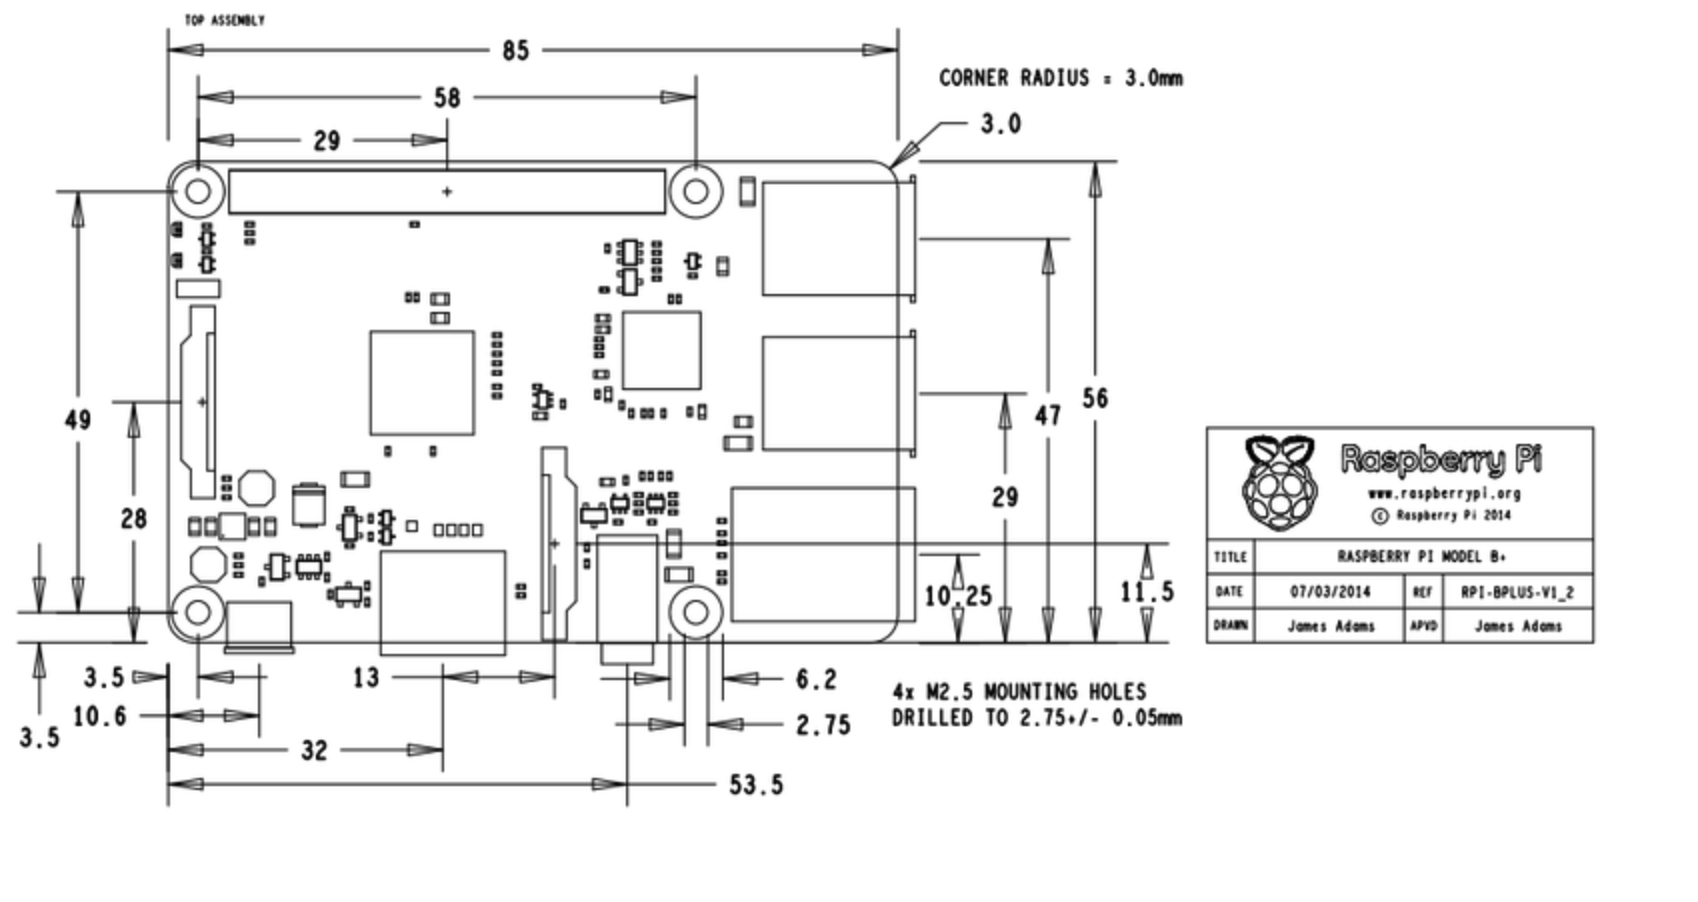 TOP ASSEMBLY
85
CORNER RADIUS = 3.0mm
58
3.0
29
49
28
56
47
29
10.25
11.5
3.5
13
6.2
10.6
2.75
3.5
32
53.5
4x M2.5 MOUNTING HOLES
DRILLED TO 2.75+/- 0.05mm
Raspberry Pi
www.raspberrypi.org
© Raspberry Pi 2014
TITLE RASPBERRY PI MODEL B+
DATE 07/03/2014 REF RPI-BPLUS-V1_2
DRAWN James Adams APVD James Adams